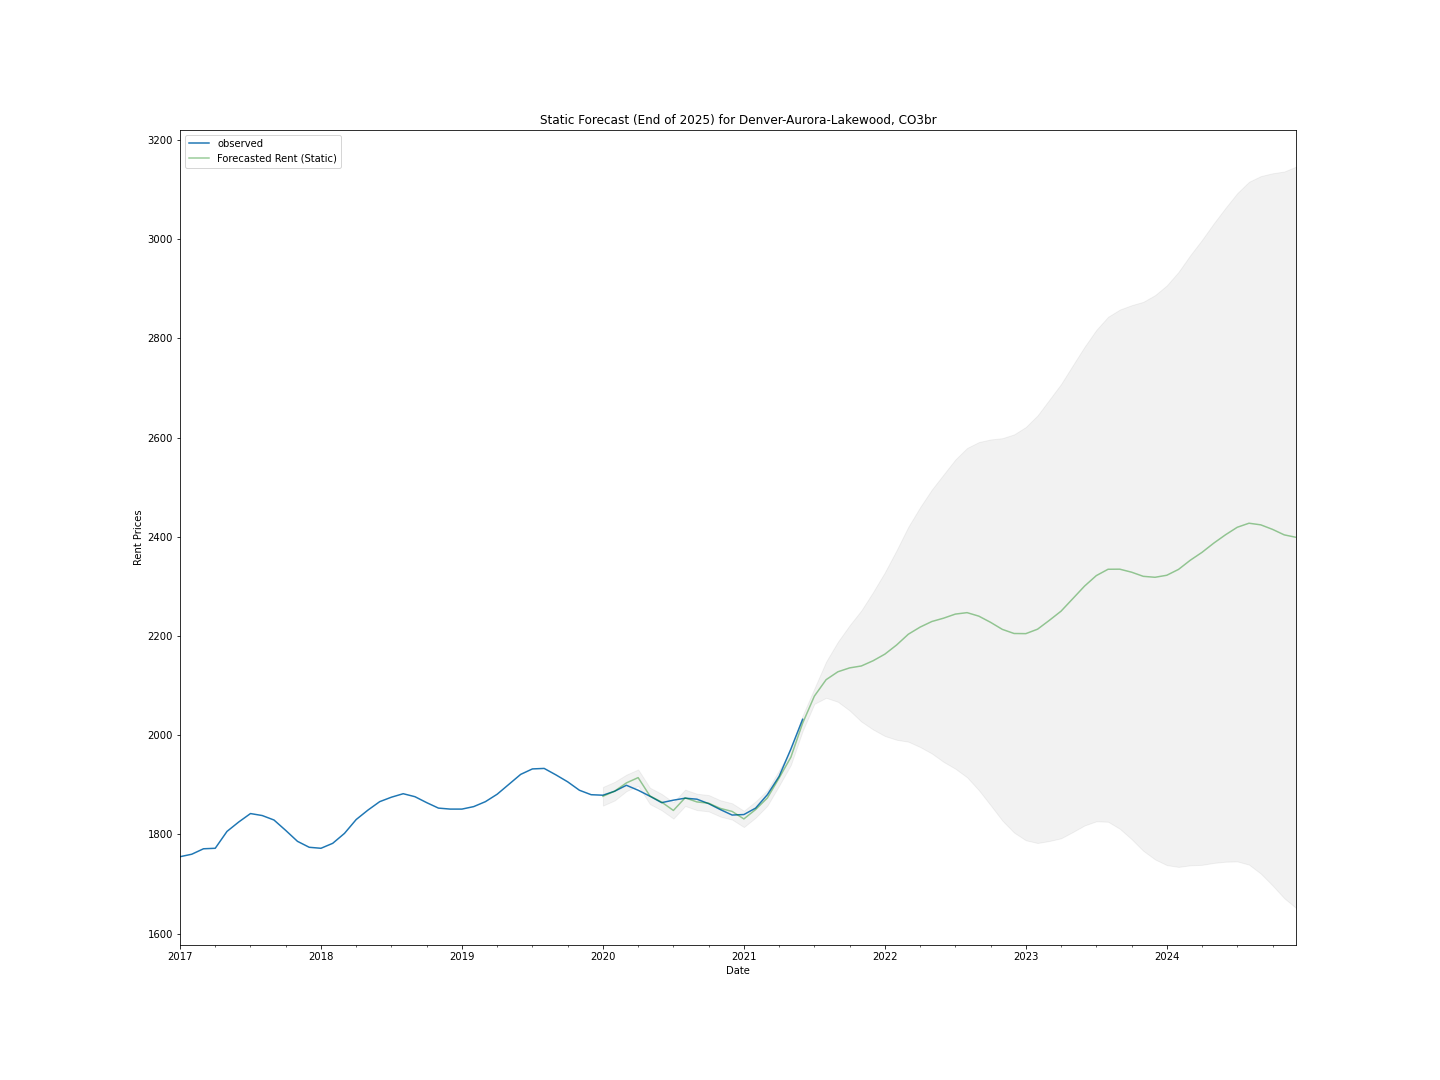 Static Forecast (End of 2025) for Denver-Aurora-Lakewood, CO3br
observed
Forecasted Rent (Static)
3200
3000
2800
2600
2400
2200
2000
1800
1600
Rent Prices
2017 2018 2019 2020 2021 2022 2023 2024
Date